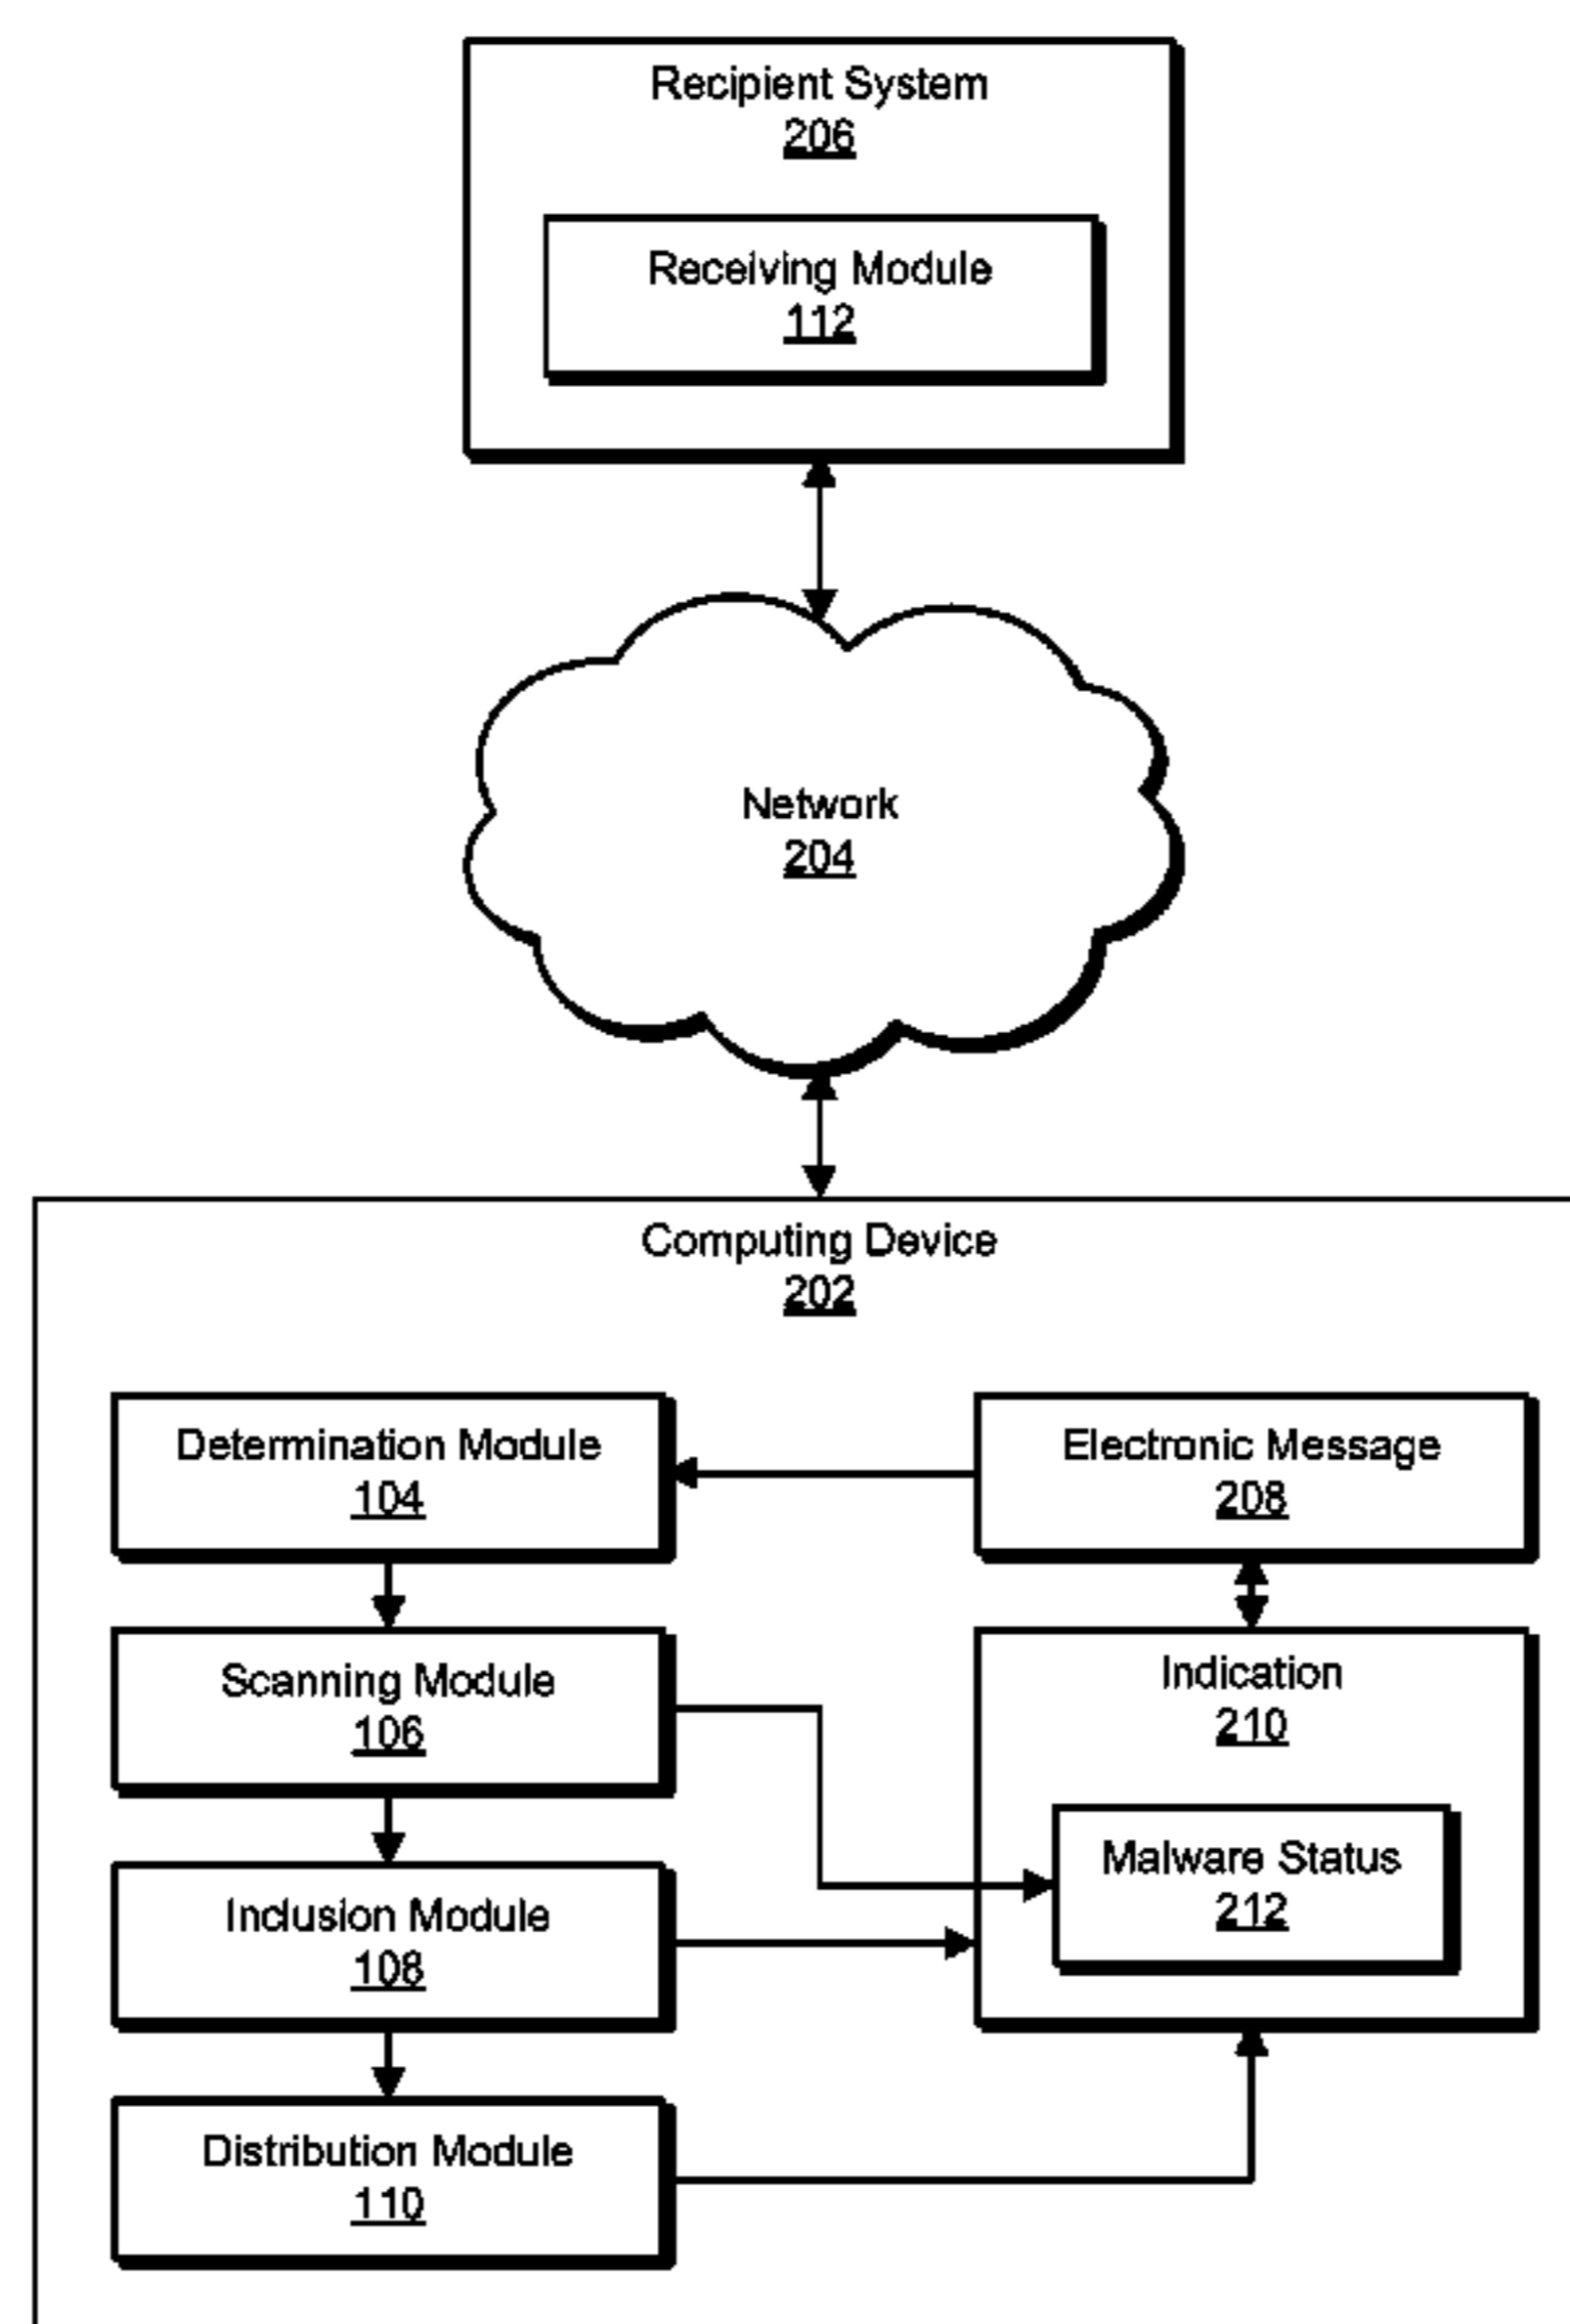 Recipient System
206
Receiving Module
112
Network
204
Computing Device
202
Determination Module
104
Electronic Message
208
Scanning Module
106
Indication
210
Malware Status
212
Inclusion Module
108
Distribution Module
110